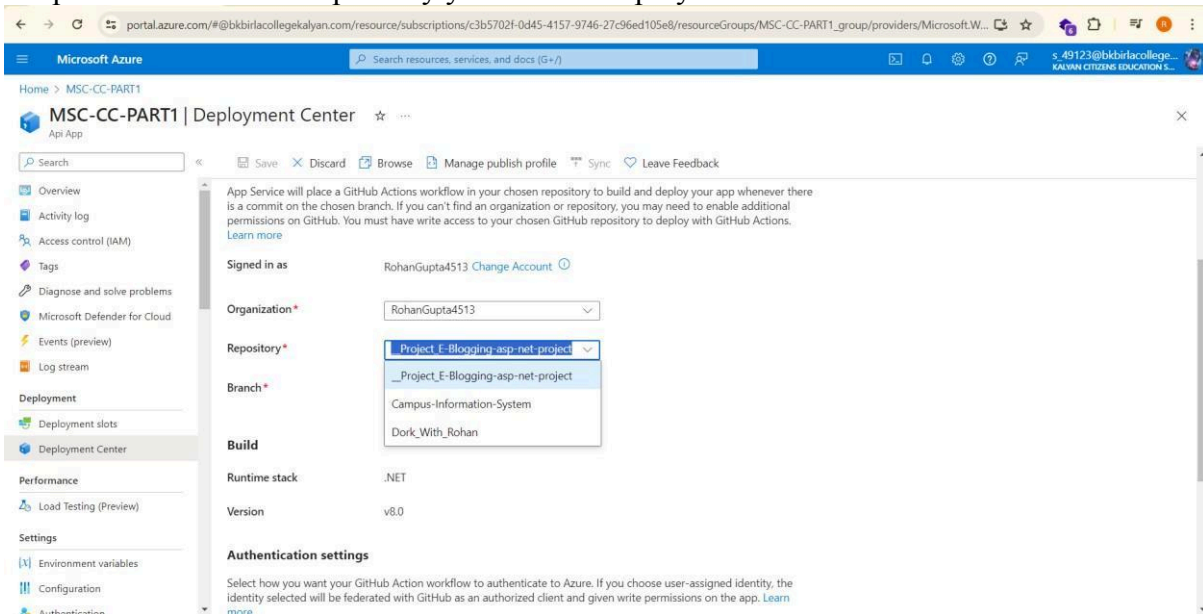 portal.azure.com/#@bkbirlacollegekalyan.com/resource/subscriptions/c3b5702f-0d45-4157-9746-27c96ed105e8/resourceGroups/MSC-CC-PART1_group/providers/Microsoft.W...
Microsoft Azure
Search resources, services, and docs (G+/)
s_49123@bkbirlacollege...
KALYAN CITIZENS EDUCATION S...
Home > MSC-CC-PART1
MSC-CC-PART1 | Deployment Center
Api App
Search
Save Discard Browse Manage publish profile Sync Leave Feedback
Overview
Activity log
Access control (IAM)
Tags
Diagnose and solve problems
Microsoft Defender for Cloud
Events (preview)
Log stream
Deployment
Deployment slots
Deployment Center
Performance
Load Testing (Preview)
Settings
Environment variables
Configuration
Authentication
App Service will place a GitHub Actions workflow in your chosen repository to build and deploy your app whenever there
is a commit on the chosen branch. If you can't find an organization or repository, you may need to enable additional
permissions on GitHub. You must have write access to your chosen GitHub repository to deploy with GitHub Actions.
Learn more
Signed in as RohanGupta4513 Change Account
Organization* RohanGupta4513
Repository* __Project_E-Blogging-asp-net-project
__Project_E-Blogging-asp-net-project
Branch*
Campus-Information-System
Dork_With_Rohan
Build
Runtime stack .NET
Version v8.0
Authentication settings
Select how you want your GitHub Action workflow to authenticate to Azure. If you choose user-assigned identity, the
identity selected will be federated with GitHub as an authorized client and given write permissions on the app. Learn
more